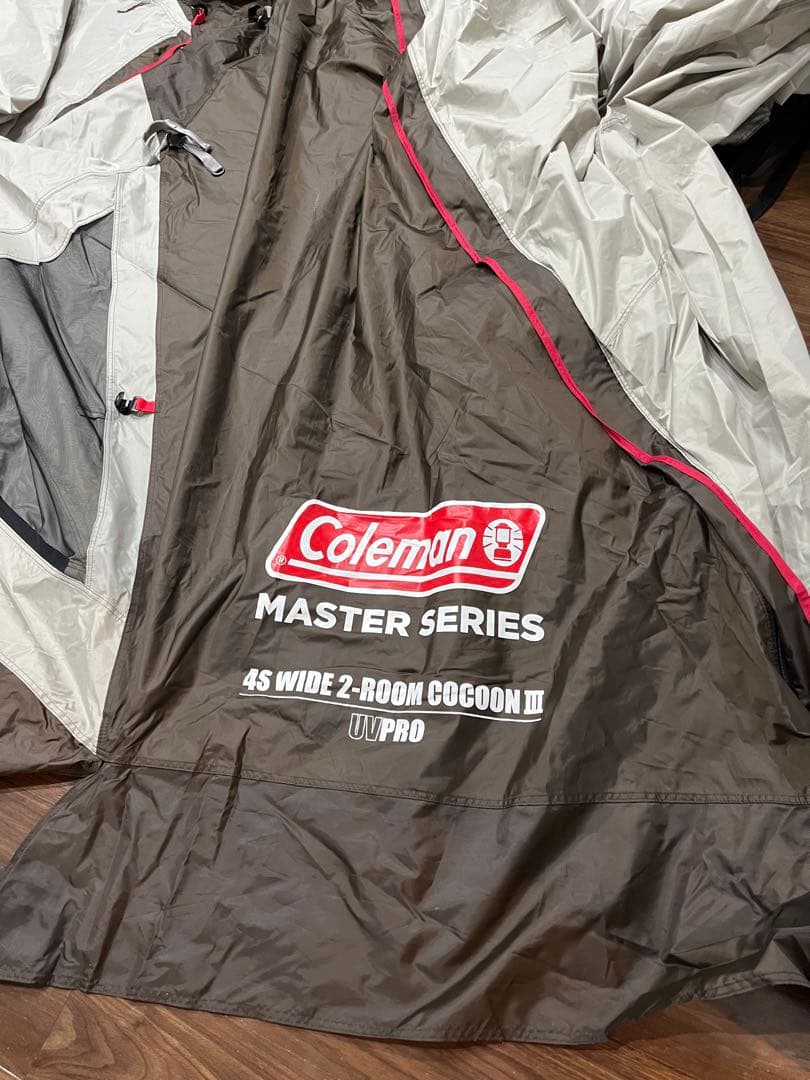 Coleman
®
MASTER SERIES
4S WIDE 2-ROOM COCOON III
UVPRO